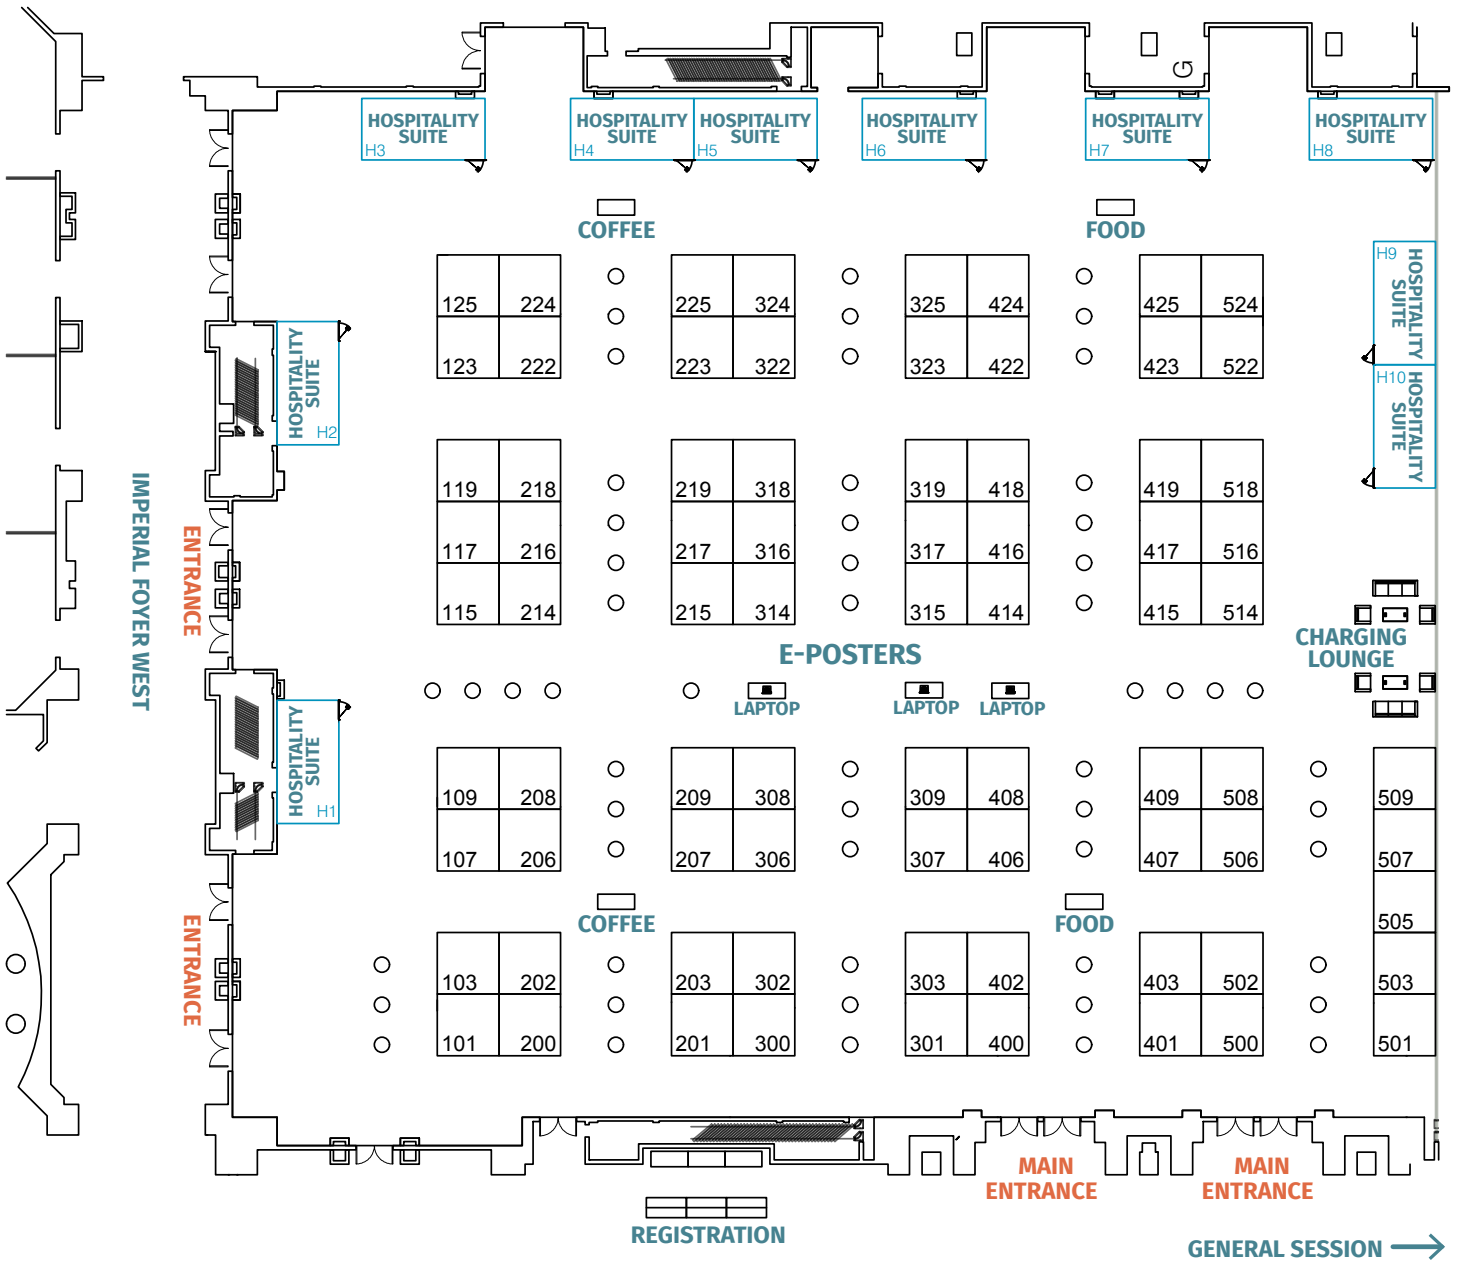 G
HOSPITALITY
SUITE
H3
HOSPITALITY
SUITE
H4
HOSPITALITY
SUITE
H5
HOSPITALITY
SUITE
H6
HOSPITALITY
SUITE
H7
HOSPITALITY
SUITE
H8
COFFEE
FOOD
H9
HOSPITALITY
SUITE
125 224
225 324
325 424
425 524
123 222
223 322
323 422
423 522
HOSPITALITY
SUITE
H2
H10
HOSPITALITY
SUITE
119 218
219 318
319 418
419 518
117 216
217 316
317 416
417 516
115 214
215 314
315 414
415 514
IMPERIAL FOYER WEST
ENTRANCE
E-POSTERS
CHARGING
LOUNGE
LAPTOP
LAPTOP
LAPTOP
HOSPITALITY
SUITE
H1
109 208
209 308
309 408
409 508
509
107 206
207 306
307 406
407 506
507
COFFEE
FOOD
505
ENTRANCE
103 202
203 302
303 402
403 502
503
101 200
201 300
301 400
401 500
501
MAIN
ENTRANCE
MAIN
ENTRANCE
REGISTRATION
GENERAL SESSION